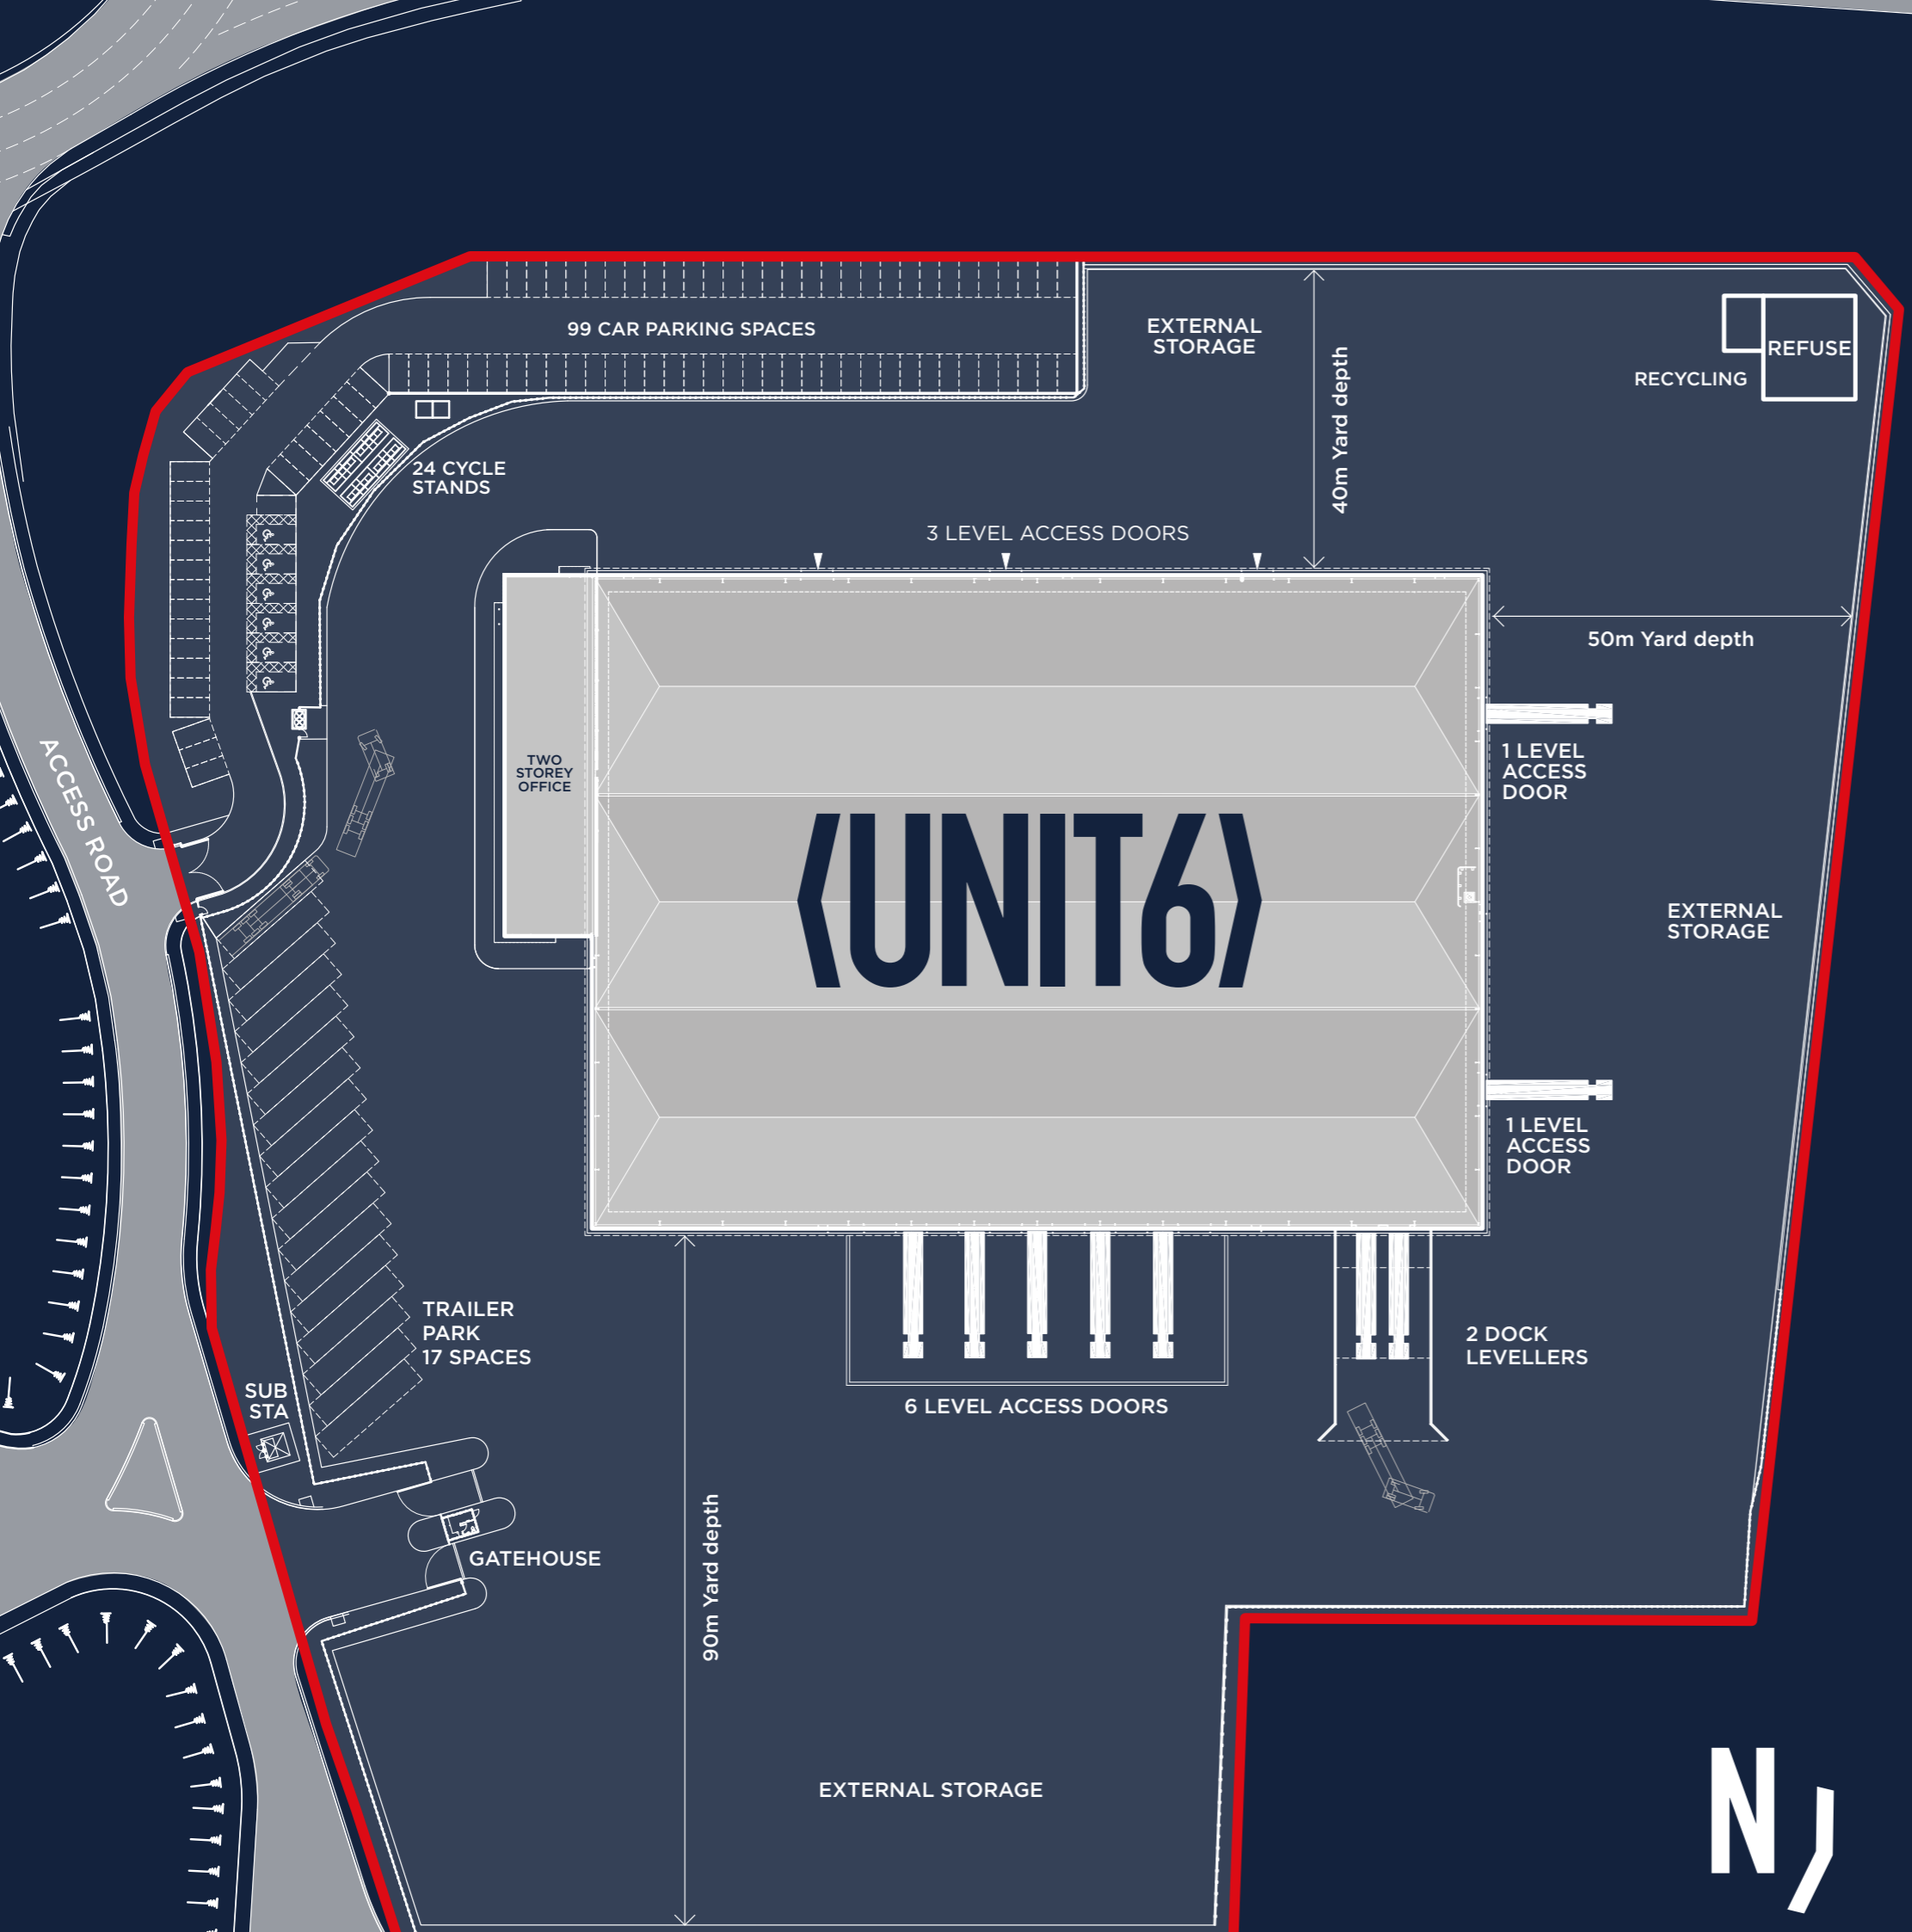 99 CAR PARKING SPACES
EXTERNAL
STORAGE
40m Yard depth
REFUSE
RECYCLING
24 CYCLE
STANDS
3 LEVEL ACCESS DOORS
50m Yard depth
TWO
STOREY
OFFICE
1 LEVEL
ACCESS
DOOR
ACCESS ROAD
UNIT6
EXTERNAL
STORAGE
1 LEVEL
ACCESS
DOOR
TRAILER
PARK
17 SPACES
2 DOCK
LEVELLERS
SUB
STA
6 LEVEL ACCESS DOORS
GATEHOUSE
90m Yard depth
EXTERNAL STORAGE
N